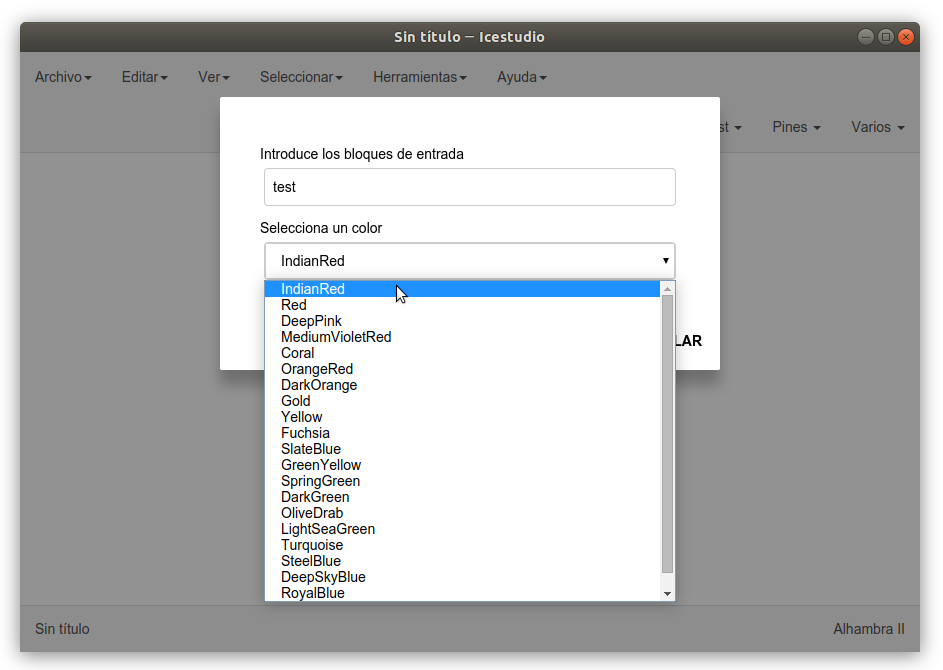 Sin título – Icestudio
Archivo Editar Ver Seleccionar Herramientas Ayuda
Pines Varios
Introduce los bloques de entrada
test
Selecciona un color
IndianRed
IndianRed
Red
DeepPink
MediumVioletRed
LAR
Coral
OrangeRed
DarkOrange
Gold
Yellow
Fuchsia
SlateBlue
GreenYellow
SpringGreen
DarkGreen
OliveDrab
LightSeaGreen
Turquoise
SteelBlue
DeepSkyBlue
RoyalBlue
Sin título Alhambra II